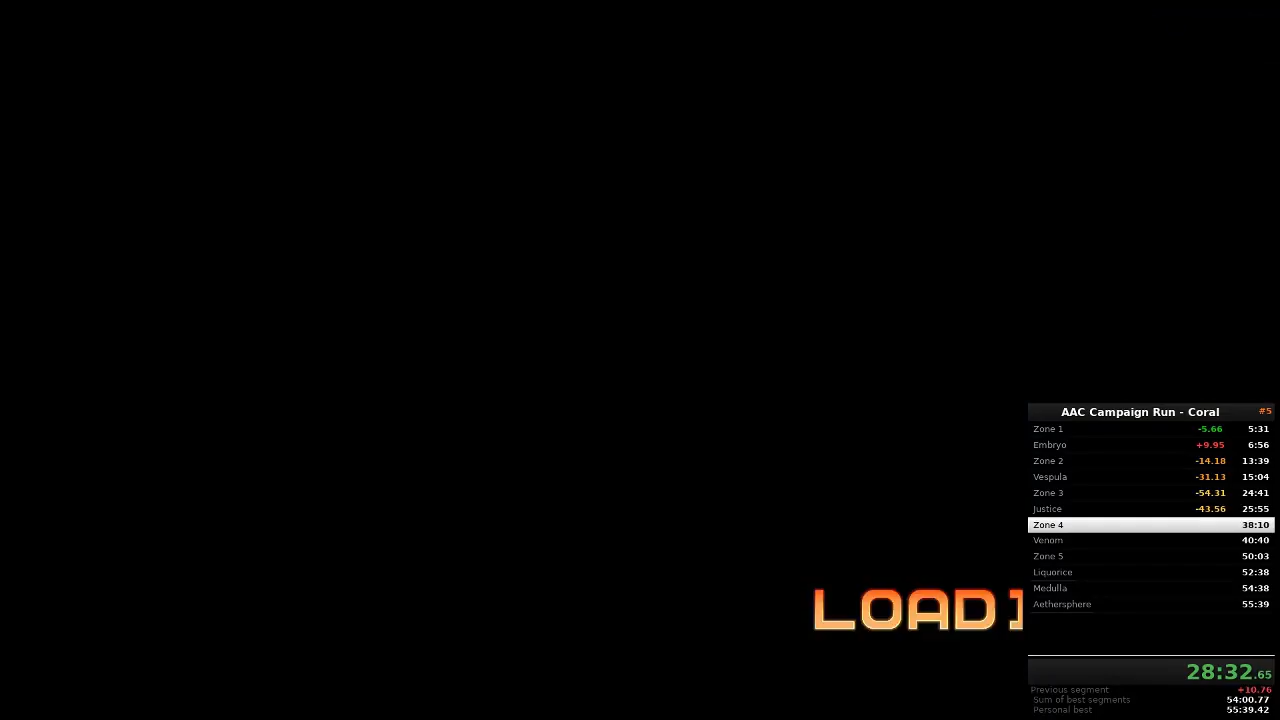 AAC Campaign Run - Coral #5
Zone 1 -5.66 5:31
Embryo +9.95 6:56
Zone 2 -14.18 13:39
Vespula -31.13 15:04
Zone 3 -54.31 24:41
Justice -43.56 25:55
Zone 4 38:10
Venom 40:40
Zone 5 50:03
Liquorice 52:38
Medulla 54:38
Aethersphere 55:39
LOADI
28:32.65
Previous segment +10.76
Sum of best segments 54:00.77
Personal best 55:39.42